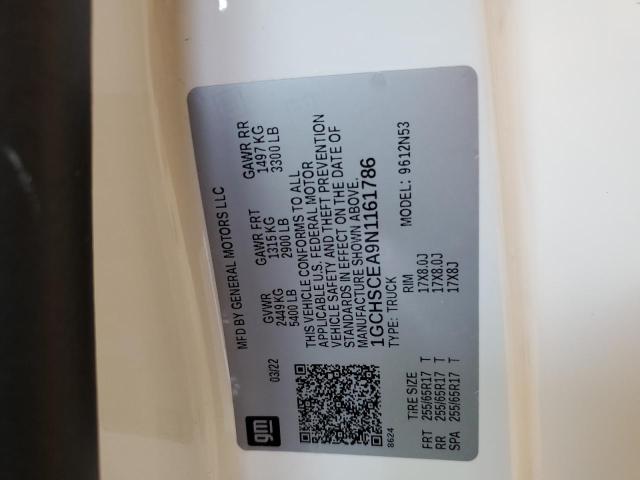 gm
MFD BY GENERAL MOTORS LLC
03/22
GVWR GAWR FRT GAWR RR
2449 KG 1315 KG 1497 KG
5400 LB 2900 LB 3300 LB
THIS VEHICLE CONFORMS TO ALL
APPLICABLE U.S. FEDERAL MOTOR
VEHICLE SAFETY AND THEFT PREVENTION
STANDARDS IN EFFECT ON THE DATE OF
MANUFACTURE SHOWN ABOVE.
1GCHSCEA9N1161786
8624 TYPE: TRUCK MODEL: 9612N53
TIRE SIZE RIM
FRT 255/65R17 T 17X8.0J
RR 255/65R17 T 17X8.0J
SPA 255/65R17 T 17X8J